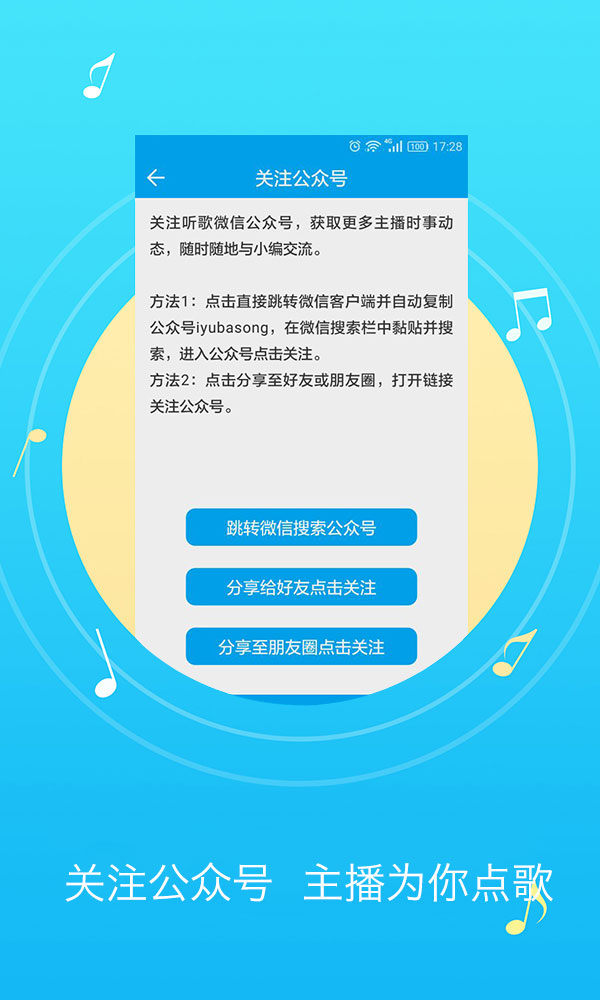 4G 100 17:28
关注公众号
关注听歌微信公众号，获取更多主播时事动
态，随时随地与小编交流。
方法1：点击直接跳转微信客户端并自动复制
公众号iyubasong，在微信搜索栏中黏贴并搜
索，进入公众号点击关注。
方法2：点击分享至好友或朋友圈，打开链接
关注公众号。
跳转微信搜索公众号
分享给好友点击关注
分享至朋友圈点击关注
关注公众号 主播为你点歌